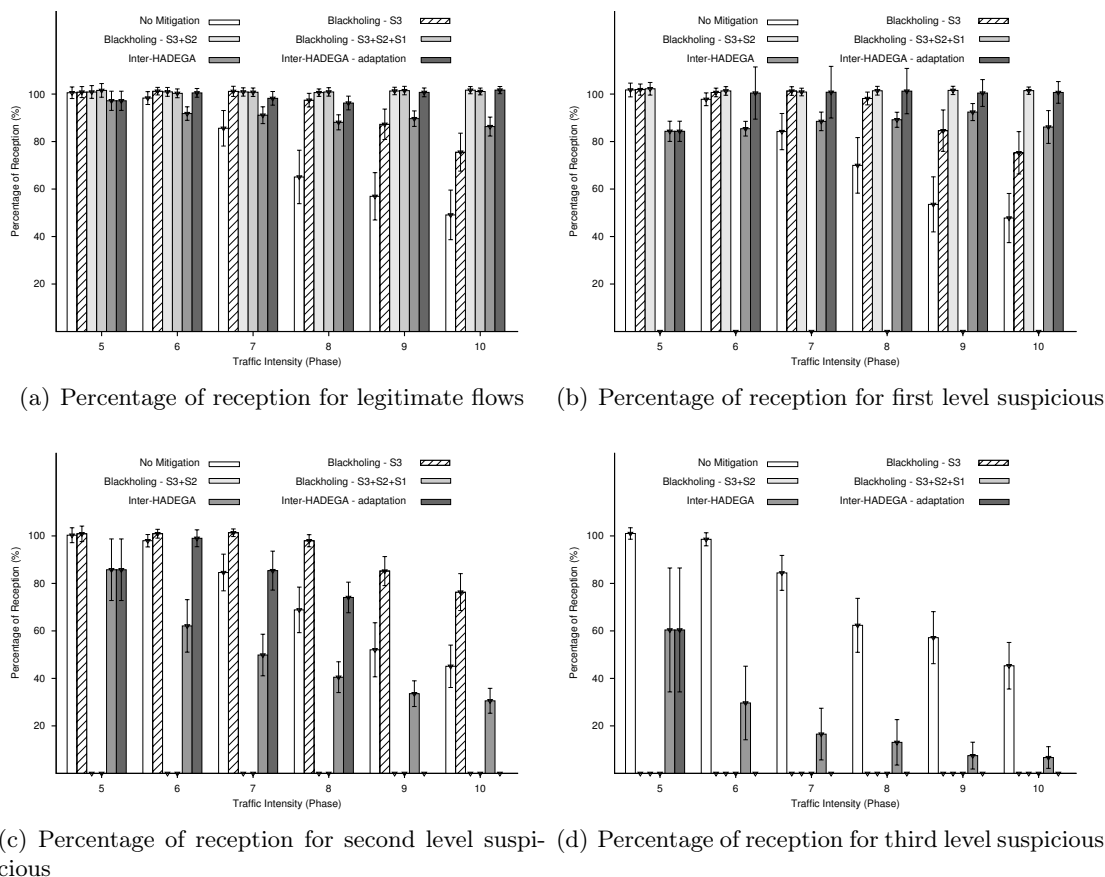 No Mitigation
Blackholing - S3
Blackholing - S3+S2
Blackholing - S3+S2+S1
Inter-HADEGA
Inter-HADEGA - adaptation
Percentage of Reception (%)
100
80
60
40
20
5 6 7 8 9 10
Traffic Intensity (Phase)
(a) Percentage of reception for legitimate flows
No Mitigation
Blackholing - S3
Blackholing - S3+S2
Blackholing - S3+S2+S1
Inter-HADEGA
Inter-HADEGA - adaptation
Percentage of Reception (%)
100
80
60
40
20
5 6 7 8 9 10
Traffic Intensity (Phase)
(b) Percentage of reception for first level suspicious
No Mitigation
Blackholing - S3
Blackholing - S3+S2
Blackholing - S3+S2+S1
Inter-HADEGA
Inter-HADEGA - adaptation
Percentage of Reception (%)
100
80
60
40
20
5 6 7 8 9 10
Traffic Intensity (Phase)
(c) Percentage of reception for second level suspi-
cious
No Mitigation
Blackholing - S3
Blackholing - S3+S2
Blackholing - S3+S2+S1
Inter-HADEGA
Inter-HADEGA - adaptation
Percentage of Reception (%)
100
80
60
40
20
5 6 7 8 9 10
Traffic Intensity (Phase)
(d) Percentage of reception for third level suspicious